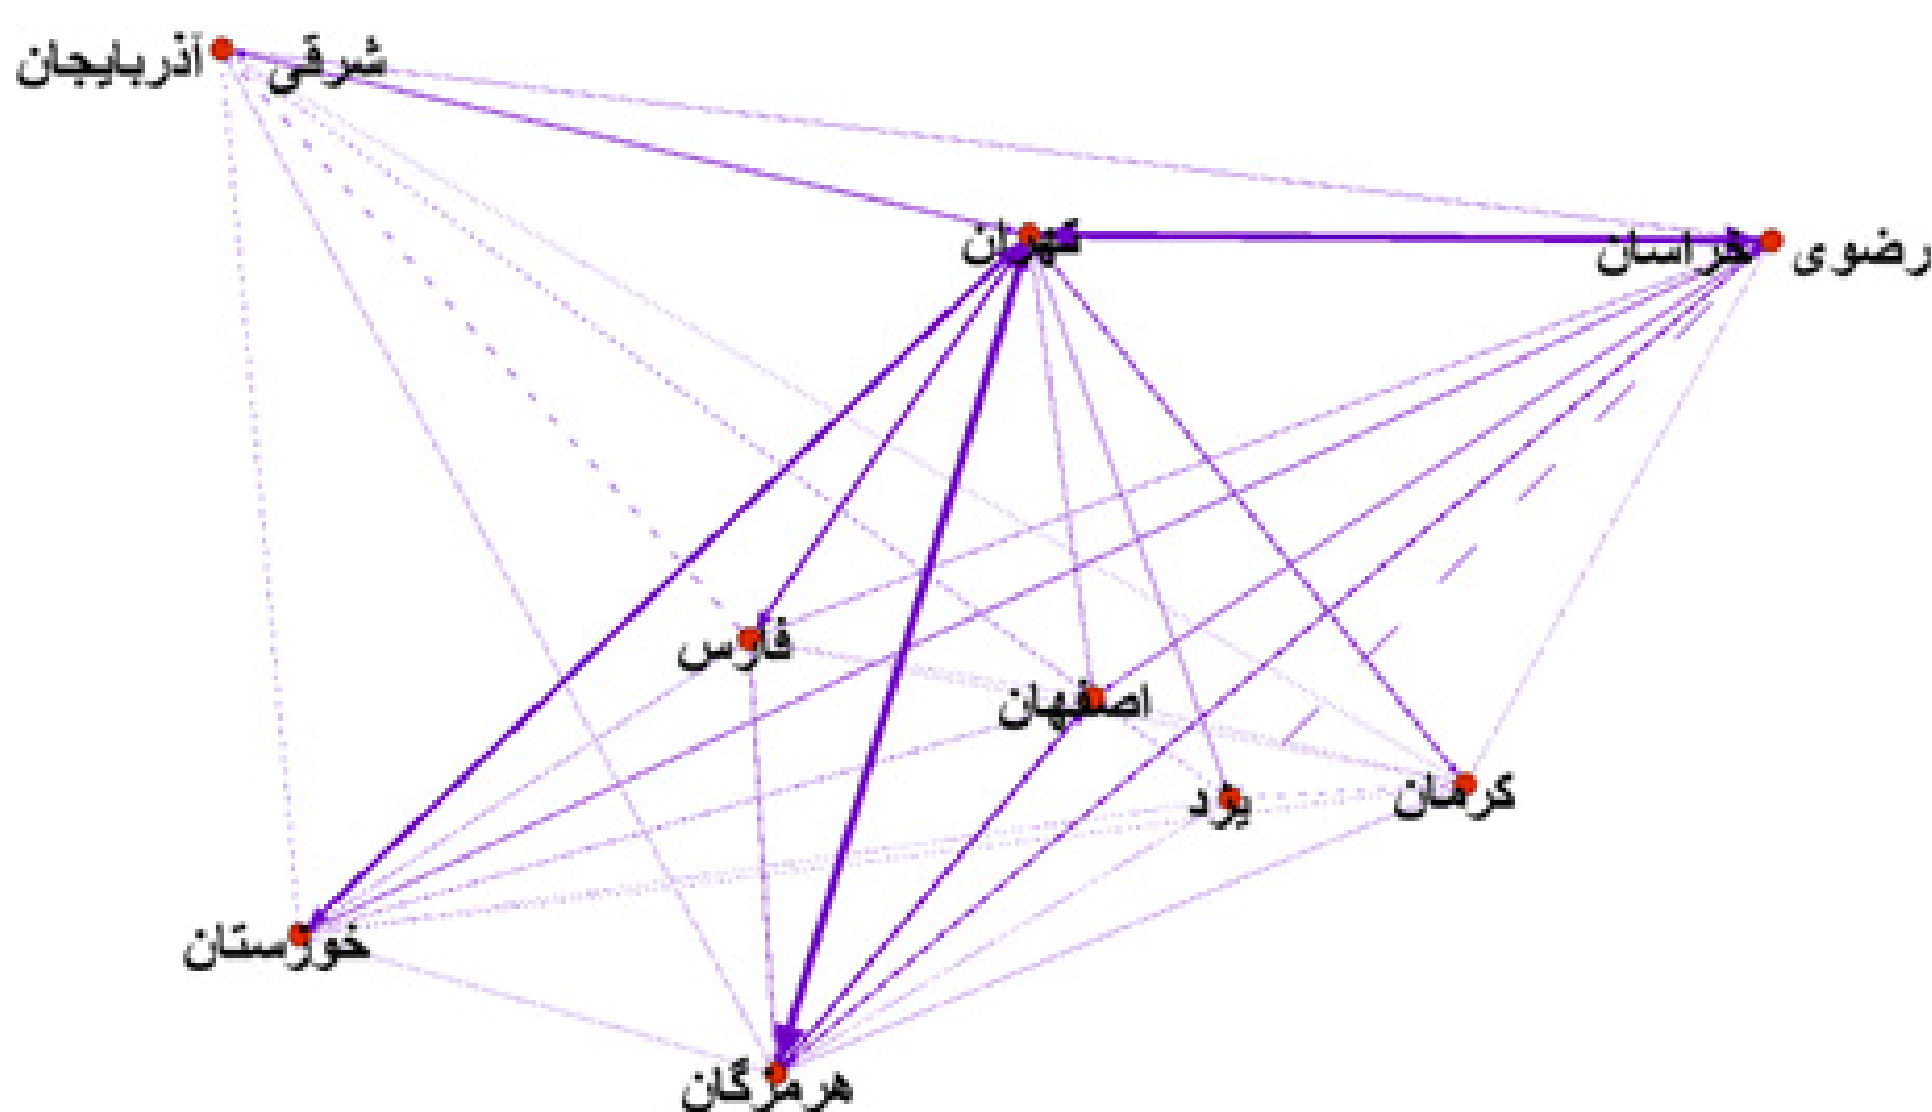 آذربایجان شرقی
تهران
خراسان رضوی
فارس
اصفهان
یزد
کرمان
خوزستان
هرمزگان